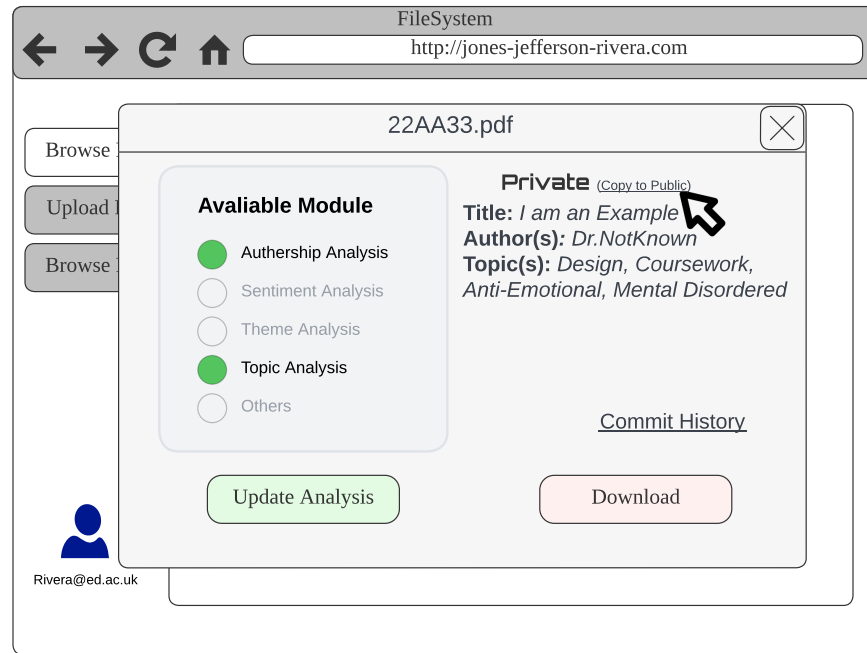 FileSystem
http://jones-jefferson-rivera.com
22AA33.pdf
Browse
Upload
Browse
Avaliable Module
Authership Analysis
Sentiment Analysis
Theme Analysis
Topic Analysis
Others
Private (Copy to Public)
Title: I am an Example
Author(s): Dr.NotKnown
Topic(s): Design, Coursework,
Anti-Emotional, Mental Disordered
Commit History
Update Analysis
Download
Rivera@ed.ac.uk